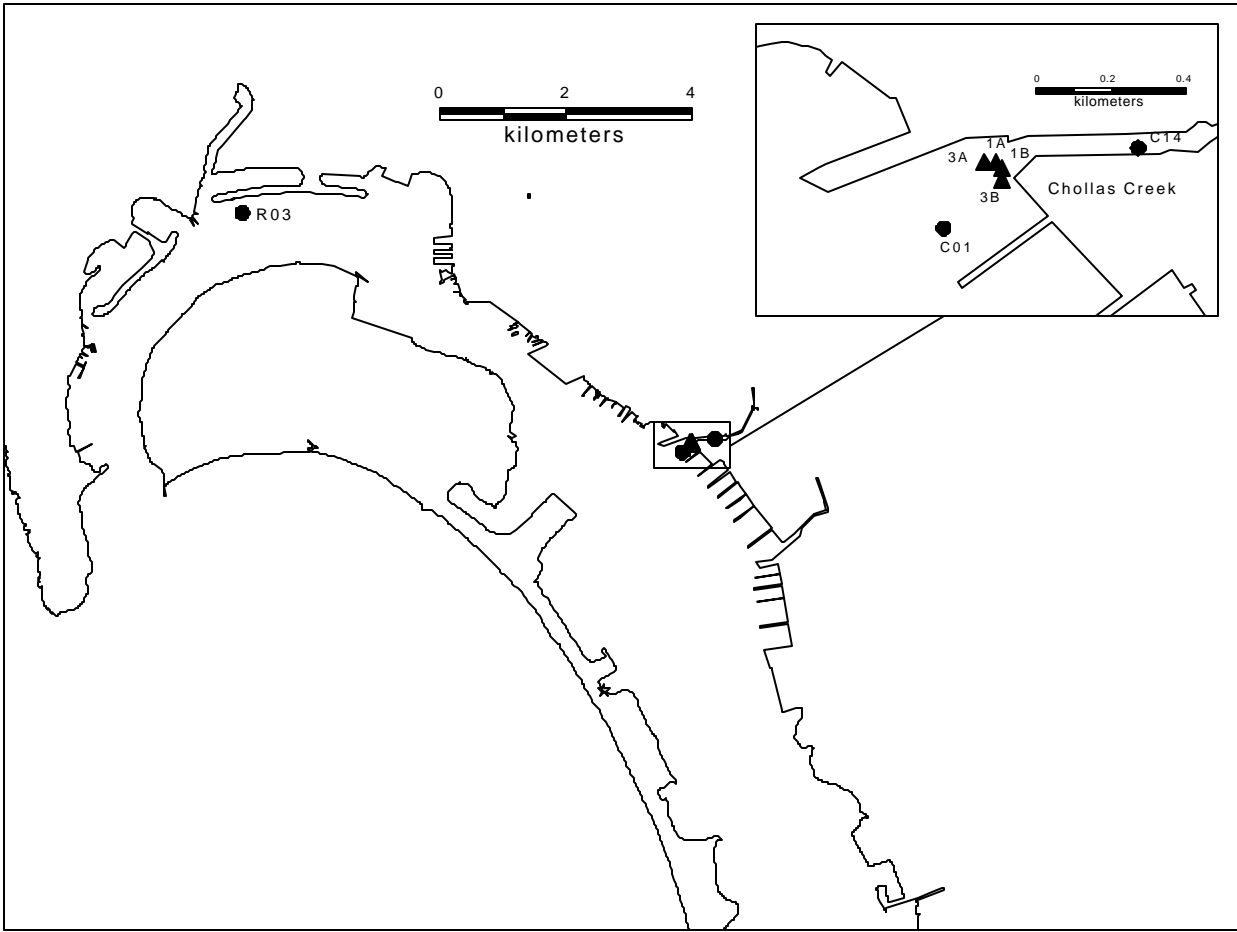 0 2 4
kilometers
R03
0 0.2 0.4
kilometers
C14
1A
3A 1B
Chollas Creek
3B
C01